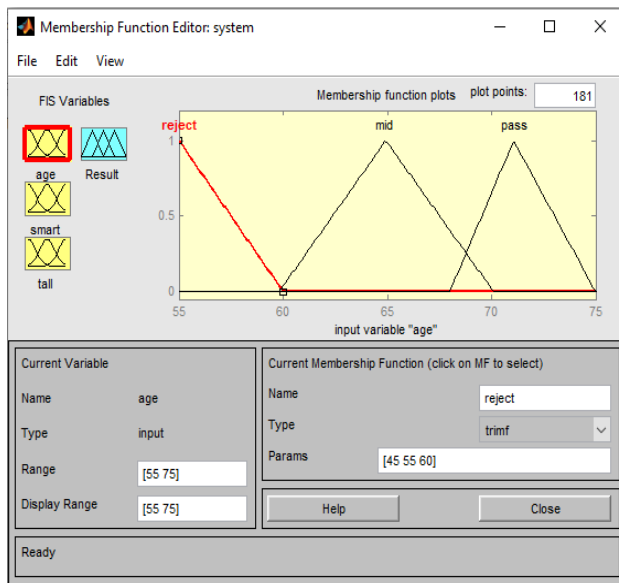 Membership Function Editor: system
File Edit View
FIS Variables
Membership function plots plot points: 181
reject mid pass
age Result
smart
tall
1
0.5
0
55 60 65 70 75
input variable "age"
Current Variable
Name age
Type input
Range [55 75]
Display Range [55 75]
Current Membership Function (click on MF to select)
Name reject
Type trimf
Params [45 55 60]
Help Close
Ready